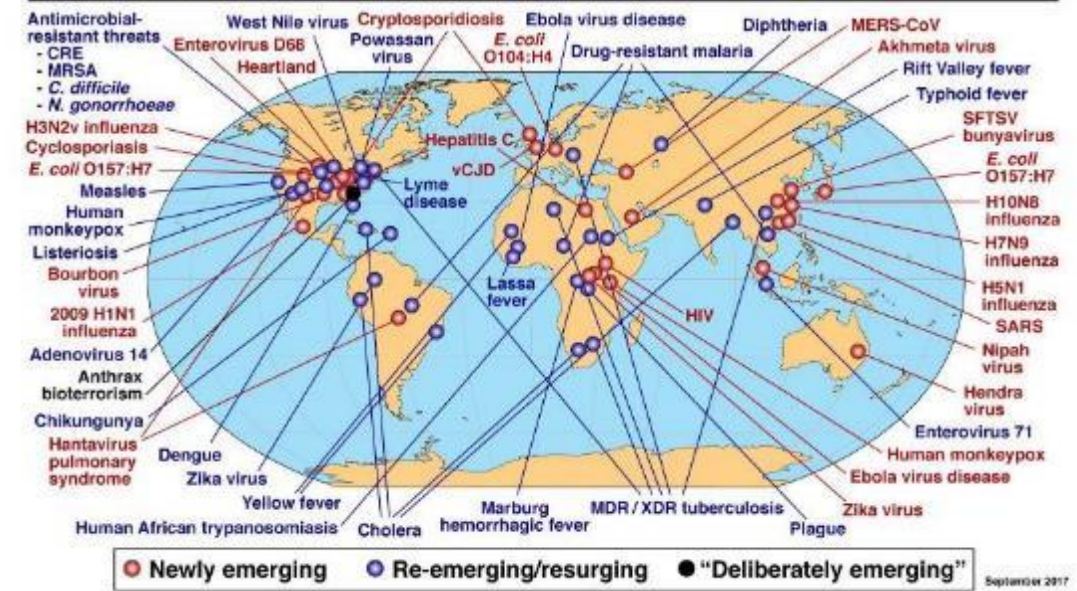 Antimicrobial-
resistant threats
- CRE
- MRSA
- C. difficile
- N. gonorrhoeae
West Nile virus
Enterovirus D68
Heartland
Cryptosporidiosis
Powassan
virus
E. coli
O104:H4
Ebola virus disease
Drug-resistant malaria
Diphtheria
MERS-CoV
Akhmeta virus
Rift Valley fever
Typhoid fever
SFTSV
bunyavirus
E. coli
O157:H7
H10N8
influenza
H7N9
influenza
H5N1
influenza
SARS
Nipah
virus
Hendra
virus
Enterovirus 71
Human monkeypox
Ebola virus disease
Zika virus
Plague
MDR/XDR tuberculosis
Marburg
hemorrhagic fever
Cholera
Human African trypanosomiasis
Yellow fever
Zika virus
Dengue
Hantavirus
pulmonary
syndrome
Chikungunya
Anthrax
bioterrorism
Adenovirus 14
2009 H1N1
influenza
Bourbon
virus
Listeriosis
Human
monkeypox
Measles
E. coli O157:H7
Cyclosporiasis
H3N2v influenza
Hepatitis C
vCJD
Lyme
disease
Lassa
fever
HIV
Newly emerging
Re-emerging/resurging
“Deliberately emerging”
September 2017